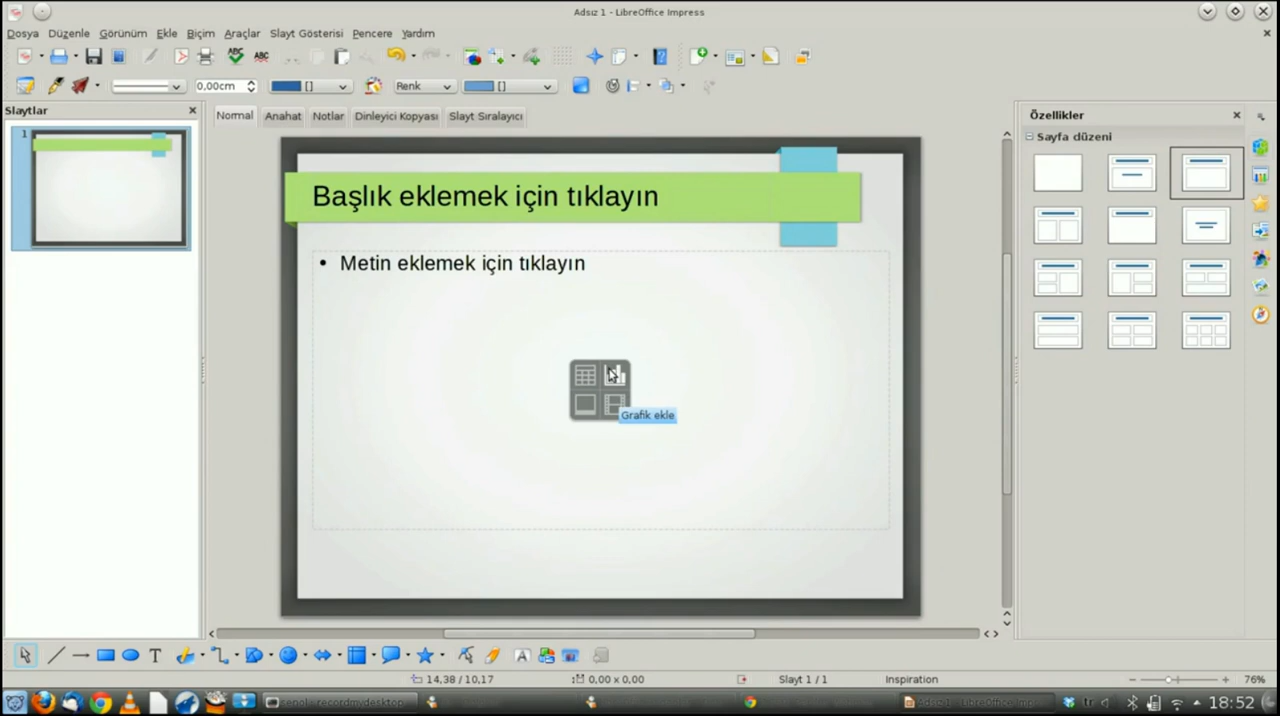 Adsız 1 - LibreOffice Impress
Dosya Düzenle Görünüm Ekle Biçim Araçlar Slayt Gösterisi Pencere Yardım
0,00cm
Renk
Slaytlar
Normal Anahat Notlar Dinleyici Kopyası Slayt Sıralayıcı
Özellikler
Sayfa düzeni
1
Başlık eklemek için tıklayın
• Metin eklemek için tıklayın
Grafik ekle
14,38 / 10,17
0,00 x 0,00
Slayt 1 / 1
Inspiration
76%
tr
18:52